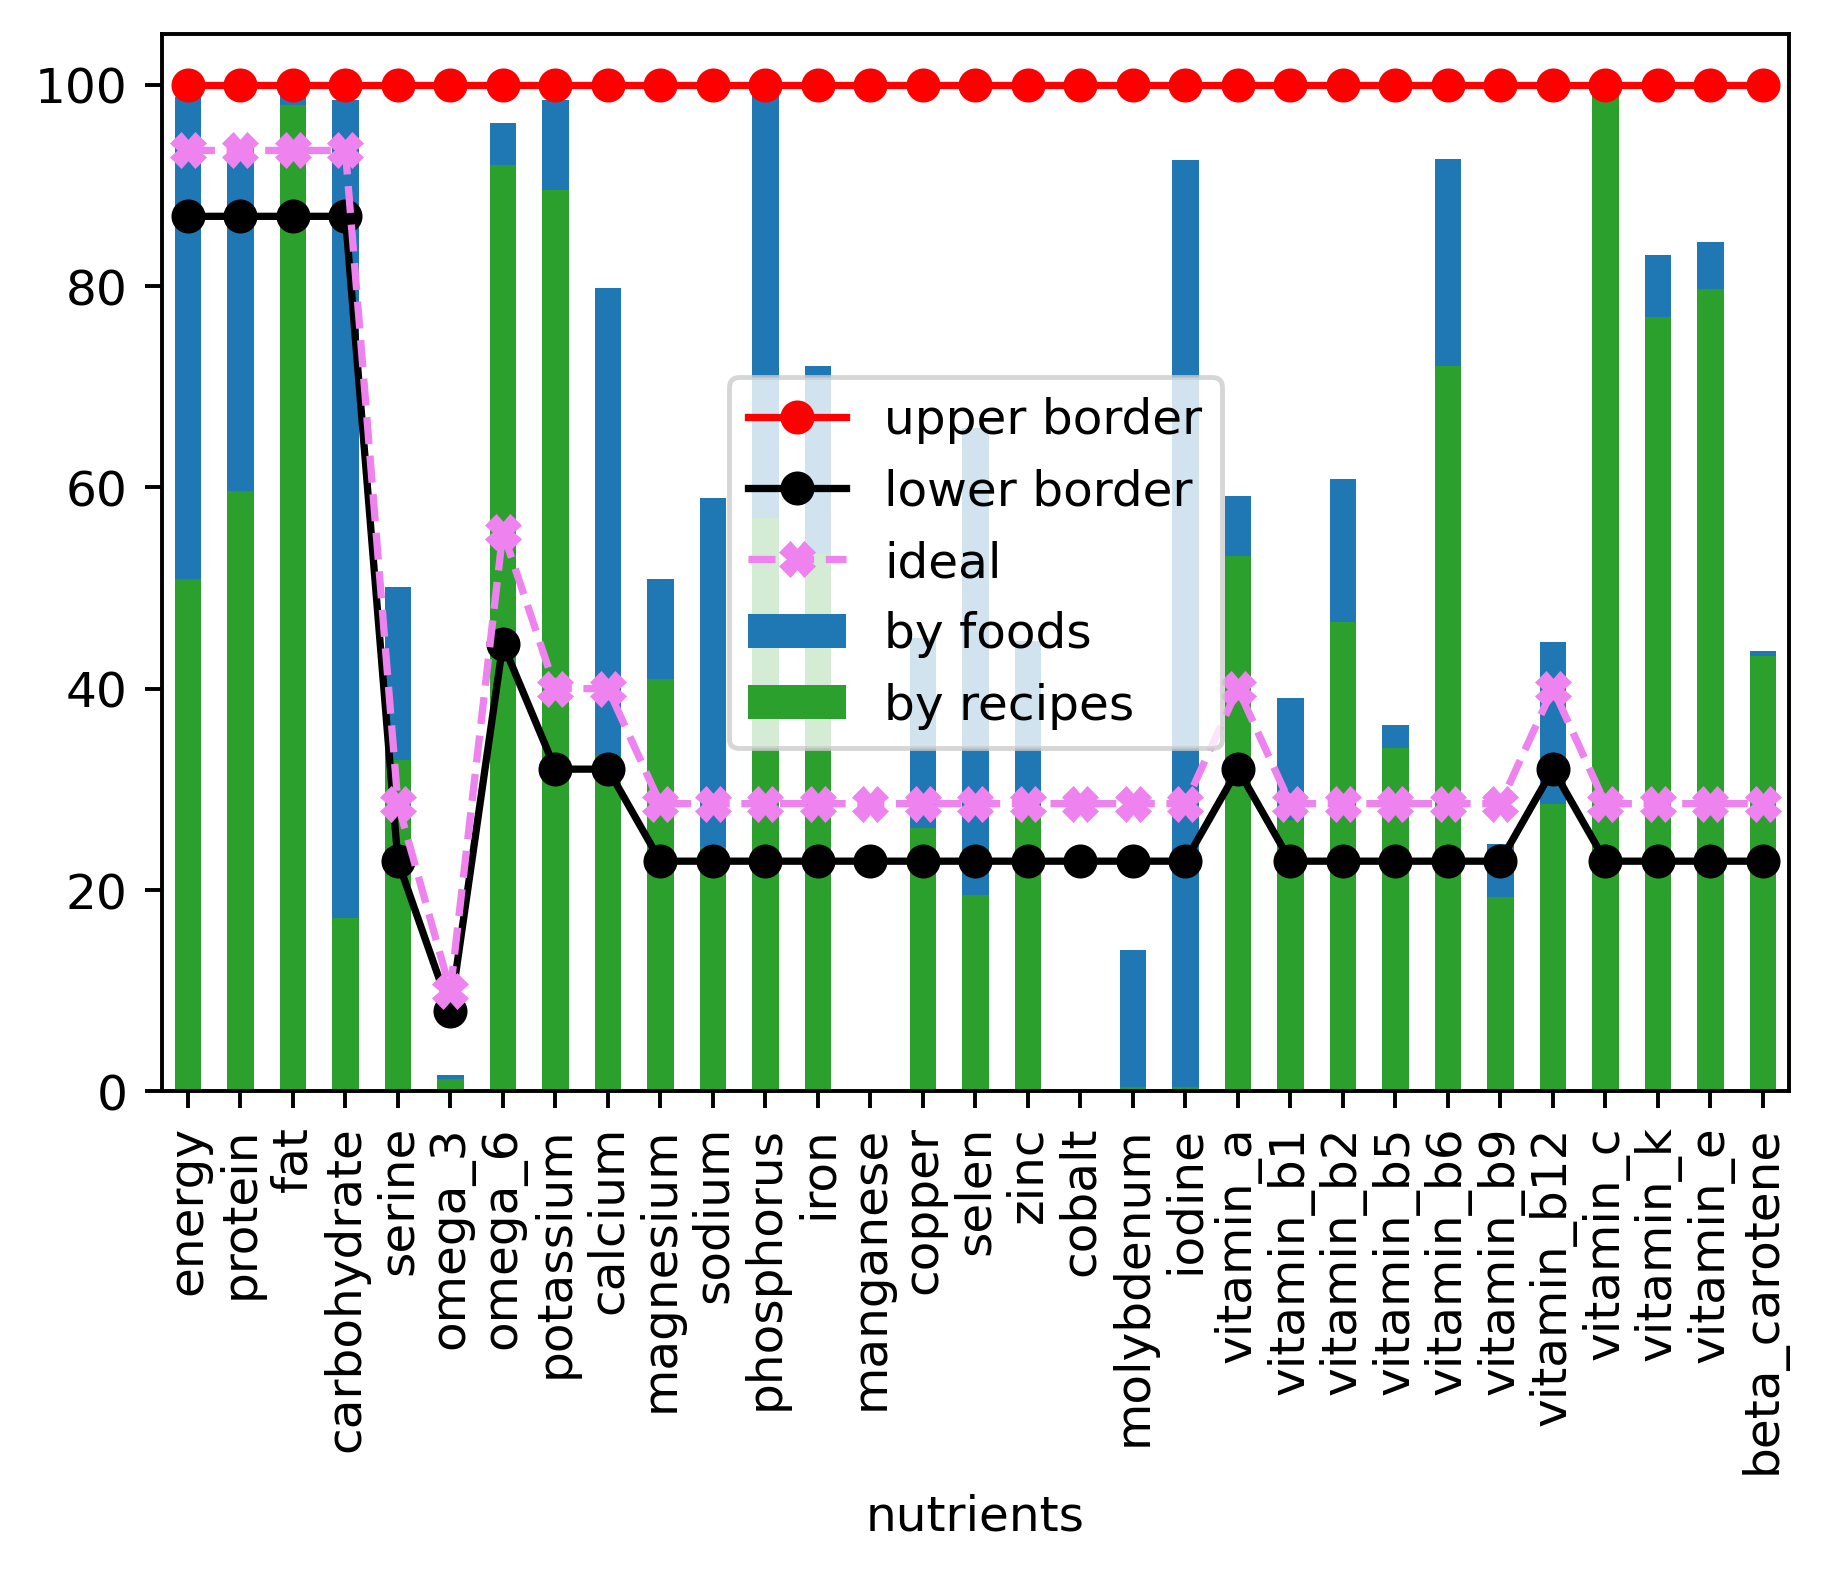 100
80
60
40
20
0
upper border
lower border
ideal
by foods
by recipes
energy
protein
fat
carbohydrate
serine
omega_3
omega_6
potassium
calcium
magnesium
sodium
phosphorus
iron
manganese
copper
selen
zinc
cobalt
molybdenum
iodine
vitamin_a
vitamin_b1
vitamin_b2
vitamin_b5
vitamin_b6
vitamin_b9
vitamin_b12
vitamin_c
vitamin_k
vitamin_e
beta_carotene
nutrients